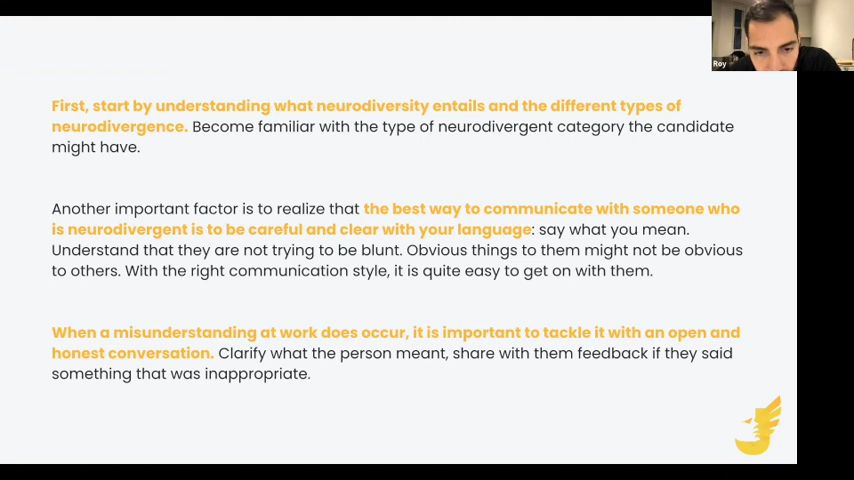 Roy
First, start by understanding what neurodiversity entails and the different types of
neurodivergence. Become familiar with the type of neurodivergent category the candidate
might have.
Another important factor is to realize that the best way to communicate with someone who
is neurodivergent is to be careful and clear with your language: say what you mean.
Understand that they are not trying to be blunt. Obvious things to them might not be obvious
to others. With the right communication style, it is quite easy to get on with them.
When a misunderstanding at work does occur, it is important to tackle it with an open and
honest conversation. Clarify what the person meant, share with them feedback if they said
something that was inappropriate.